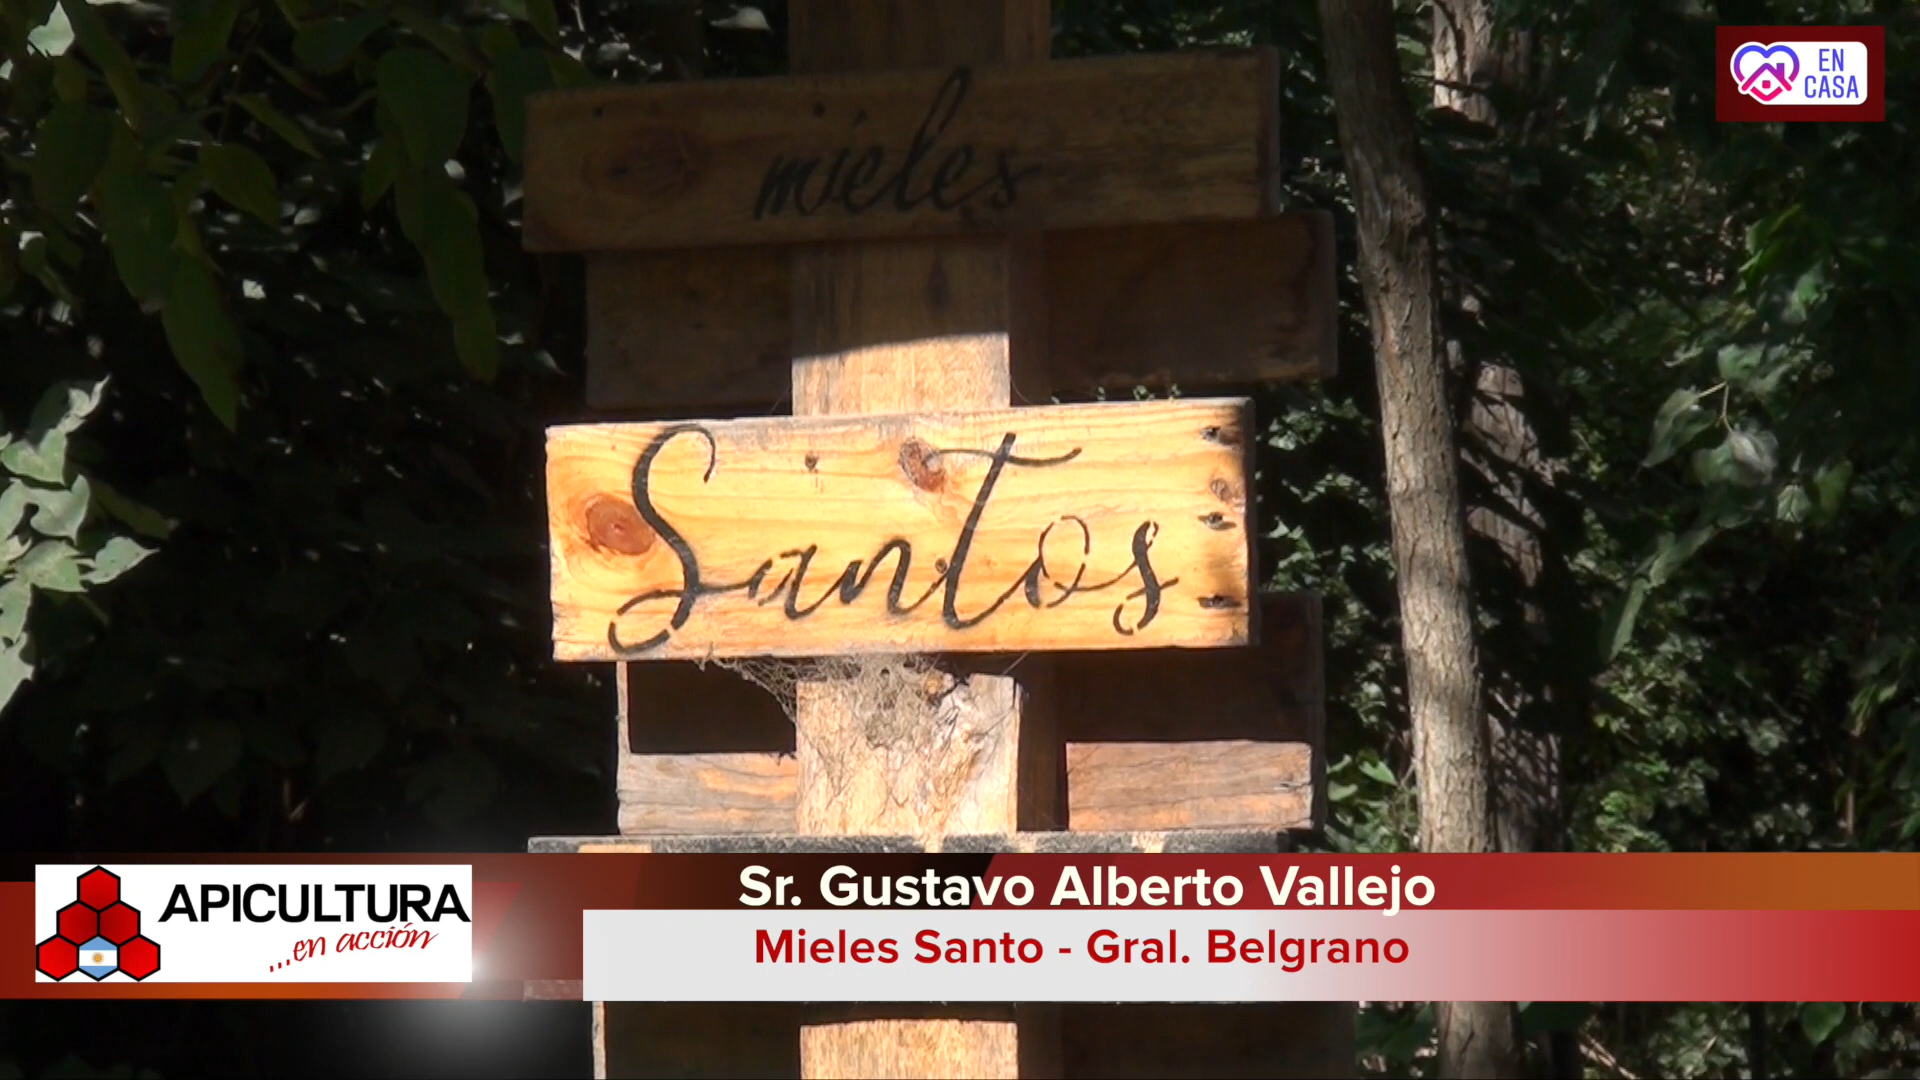 EN
CASA
mieles
Santos
APICULTURA
...en acción
Sr. Gustavo Alberto Vallejo
Mieles Santo - Gral. Belgrano